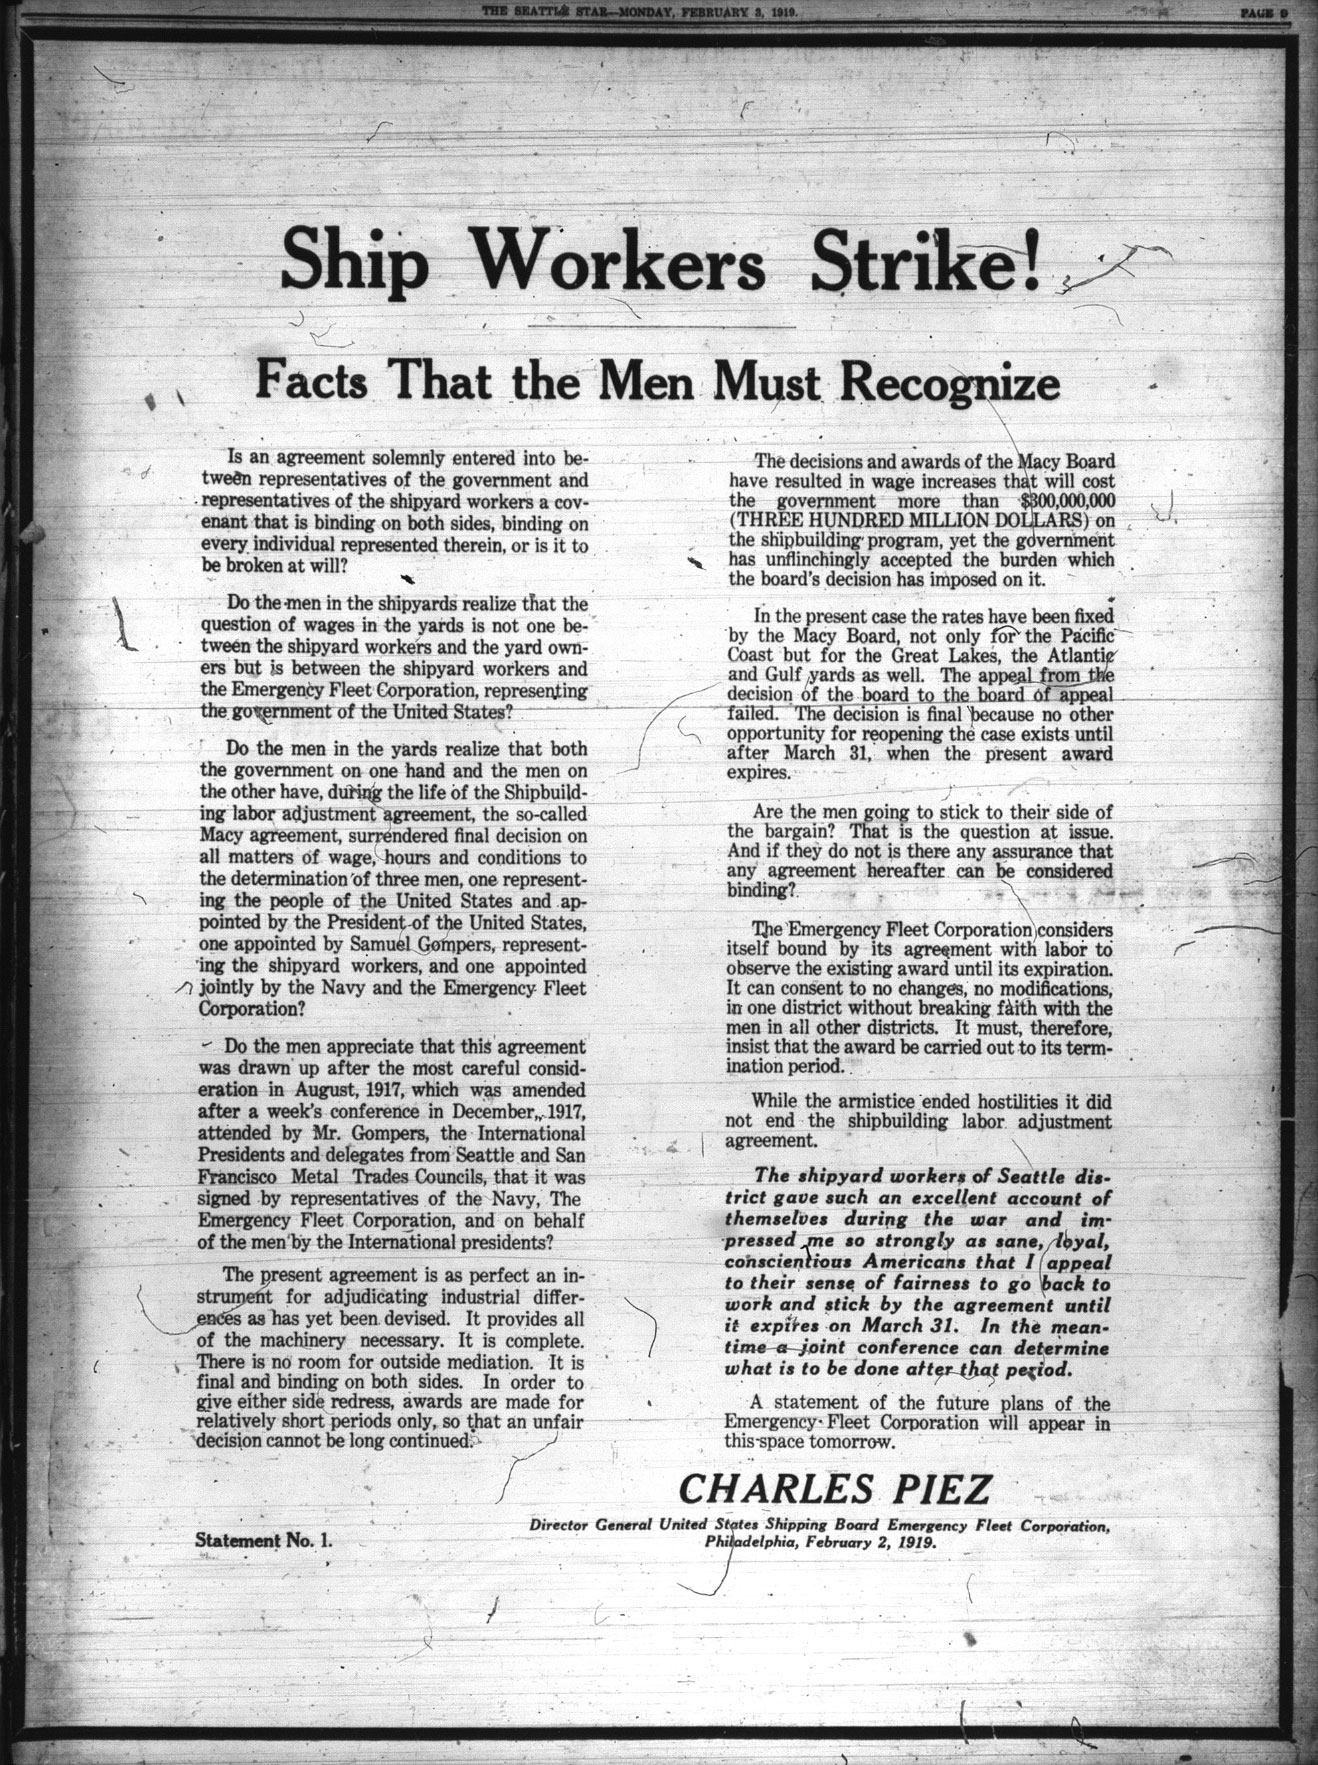 THE SEATTLE STAR—MONDAY, FEBRUARY 3, 1919.
PAGE 9
Ship Workers Strike!
Facts That the Men Must Recognize
Is an agreement solemnly entered into be-
tween representatives of the government and
representatives of the shipyard workers a cov-
enant that is binding on both sides, binding on
every individual represented therein, or is it to
be broken at will?
Do the men in the shipyards realize that the
question of wages in the yards is not one be-
tween the shipyard workers and the yard own-
ers but is between the shipyard workers and
the Emergency Fleet Corporation, representing
the government of the United States?
Do the men in the yards realize that both
the government on one hand and the men on
the other have, during the life of the Shipbuild-
ing labor adjustment agreement, the so-called
Macy agreement, surrendered final decision on
all matters of wage, hours and conditions to
the determination of three men, one represent-
ing the people of the United States and ap-
pointed by the President of the United States,
one appointed by Samuel Gompers, represent-
ing the shipyard workers, and one appointed
jointly by the Navy and the Emergency Fleet
Corporation?
Do the men appreciate that this agreement
was drawn up after the most careful consid-
eration in August, 1917, which was amended
after a week's conference in December, 1917,
attended by Mr. Gompers, the International
Presidents and delegates from Seattle and San
Francisco Metal Trades Councils, that it was
signed by representatives of the Navy, The
Emergency Fleet Corporation, and on behalf
of the men by the International presidents?
The present agreement is as perfect an in-
strument for adjudicating industrial differ-
ences as has yet been devised. It provides all
of the machinery necessary. It is complete.
There is no room for outside mediation. It is
final and binding on both sides. In order to
give either side redress, awards are made for
relatively short periods only, so that an unfair
decision cannot be long continued.
Statement No. 1.
The decisions and awards of the Macy Board
have resulted in wage increases that will cost
the government more than $300,000,000
(THREE HUNDRED MILLION DOLLARS) on
the shipbuilding program, yet the government
has unflinchingly accepted the burden which
the board's decision has imposed on it.
In the present case the rates have been fixed
by the Macy Board, not only for the Pacific
Coast but for the Great Lakes, the Atlantic
and Gulf yards as well. The appeal from the
decision of the board to the board of appeal
failed. The decision is final because no other
opportunity for reopening the case exists until
after March 31, when the present award
expires.
Are the men going to stick to their side of
the bargain? That is the question at issue.
And if they do not is there any assurance that
any agreement hereafter can be considered
binding?
The Emergency Fleet Corporation considers
itself bound by its agreement with labor to
observe the existing award until its expiration.
It can consent to no changes, no modifications,
in one district without breaking faith with the
men in all other districts. It must, therefore,
insist that the award be carried out to its term-
ination period.
While the armistice ended hostilities it did
not end the shipbuilding labor adjustment
agreement.
The shipyard workers of Seattle dis-
trict gave such an excellent account of
themselves during the war and im-
pressed me so strongly as sane, loyal,
conscientious Americans that I appeal
to their sense of fairness to go back to
work and stick by the agreement until
it expires on March 31. In the mean-
time a joint conference can determine
what is to be done after that period.
A statement of the future plans of the
Emergency Fleet Corporation will appear in
this space tomorrow.
CHARLES PIEZ
Director General United States Shipping Board Emergency Fleet Corporation,
Philadelphia, February 2, 1919.